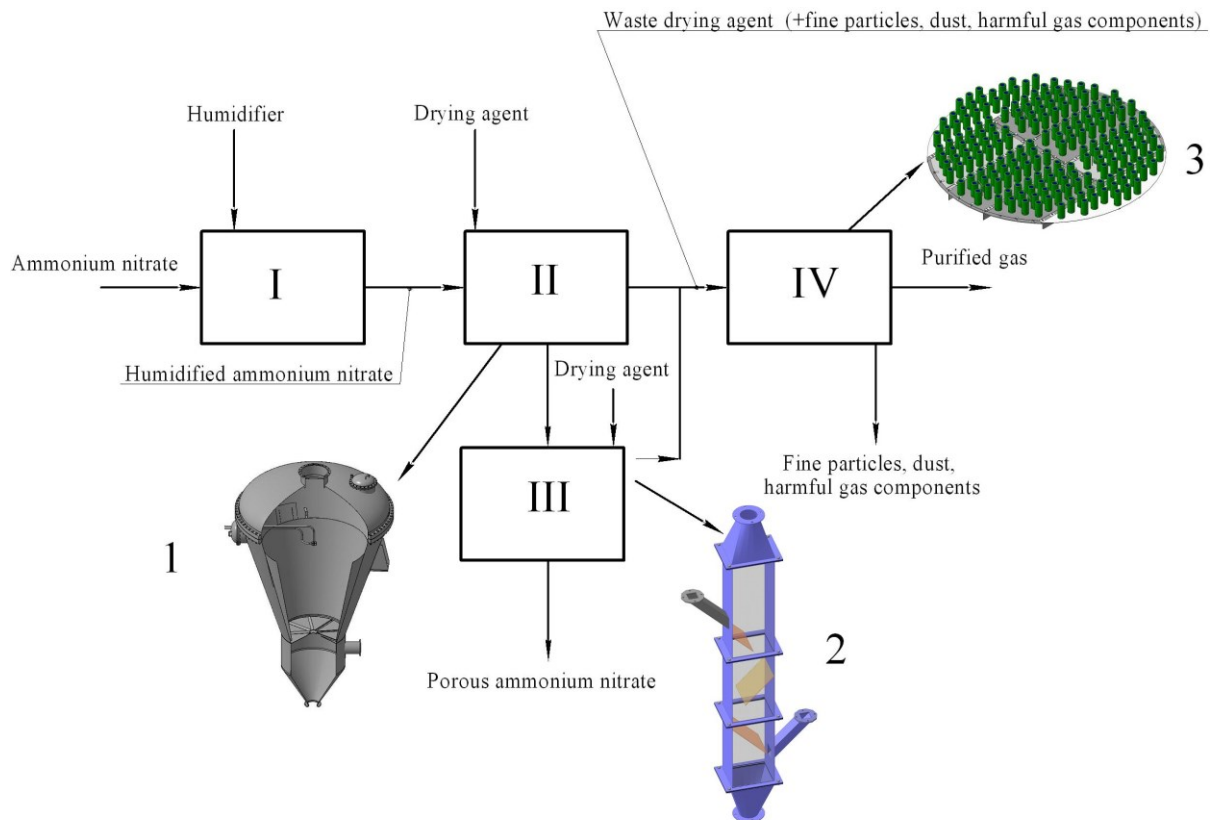 Waste drying agent (+fine particles, dust, harmful gas components)
Humidifier
Drying agent
3
Ammonium nitrate
I
II
IV
Purified gas
Humidified ammonium nitrate
Drying agent
III
Fine particles, dust,
harmful gas components
1
2
Porous ammonium nitrate